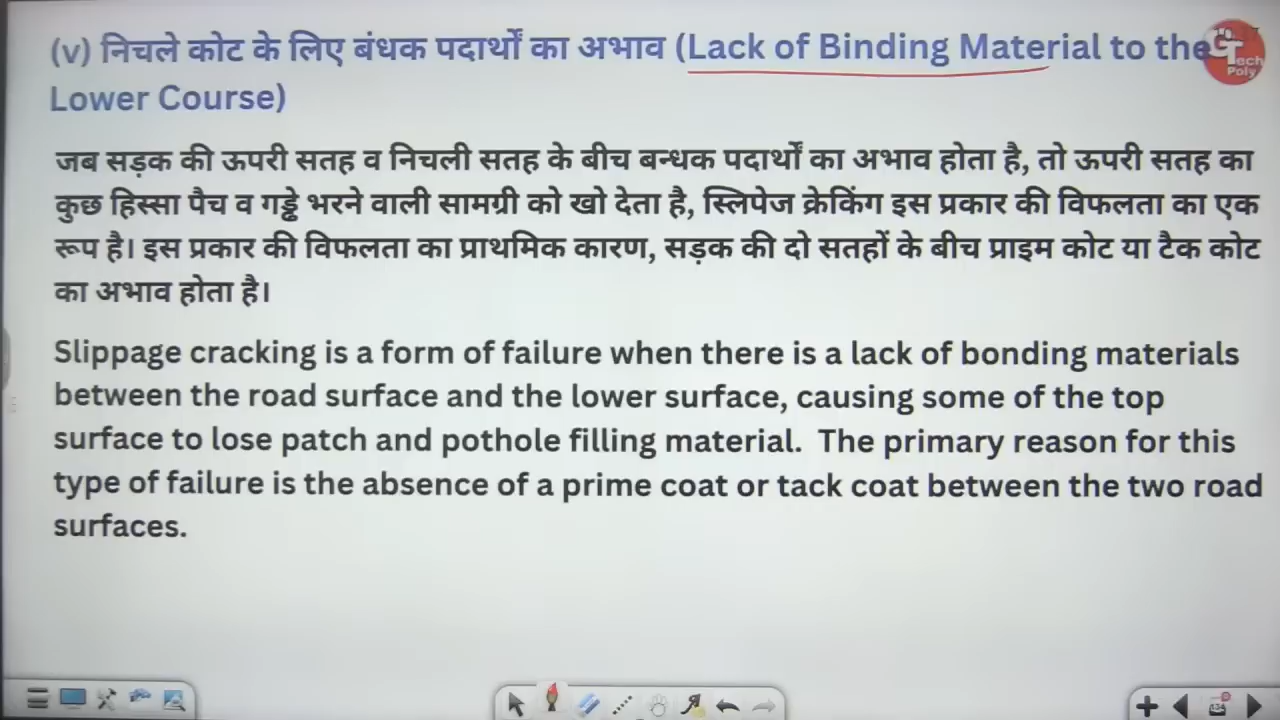 (v) निचले कोट के लिए बंधक पदार्थों का अभाव (Lack of Binding Material to the
Lower Course)
Tech
Poly
जब सड़क की ऊपरी सतह व निचली सतह के बीच बन्धक पदार्थों का अभाव होता है, तो ऊपरी सतह का
कुछ हिस्सा पैच व गड्ढे भरने वाली सामग्री को खो देता है, स्लिपेज क्रेकिंग इस प्रकार की विफलता का एक
रूप है। इस प्रकार की विफलता का प्राथमिक कारण, सड़क की दो सतहों के बीच प्राइम कोट या टैक कोट
का अभाव होता है।
Slippage cracking is a form of failure when there is a lack of bonding materials
between the road surface and the lower surface, causing some of the top
surface to lose patch and pothole filling material. The primary reason for this
type of failure is the absence of a prime coat or tack coat between the two road
surfaces.